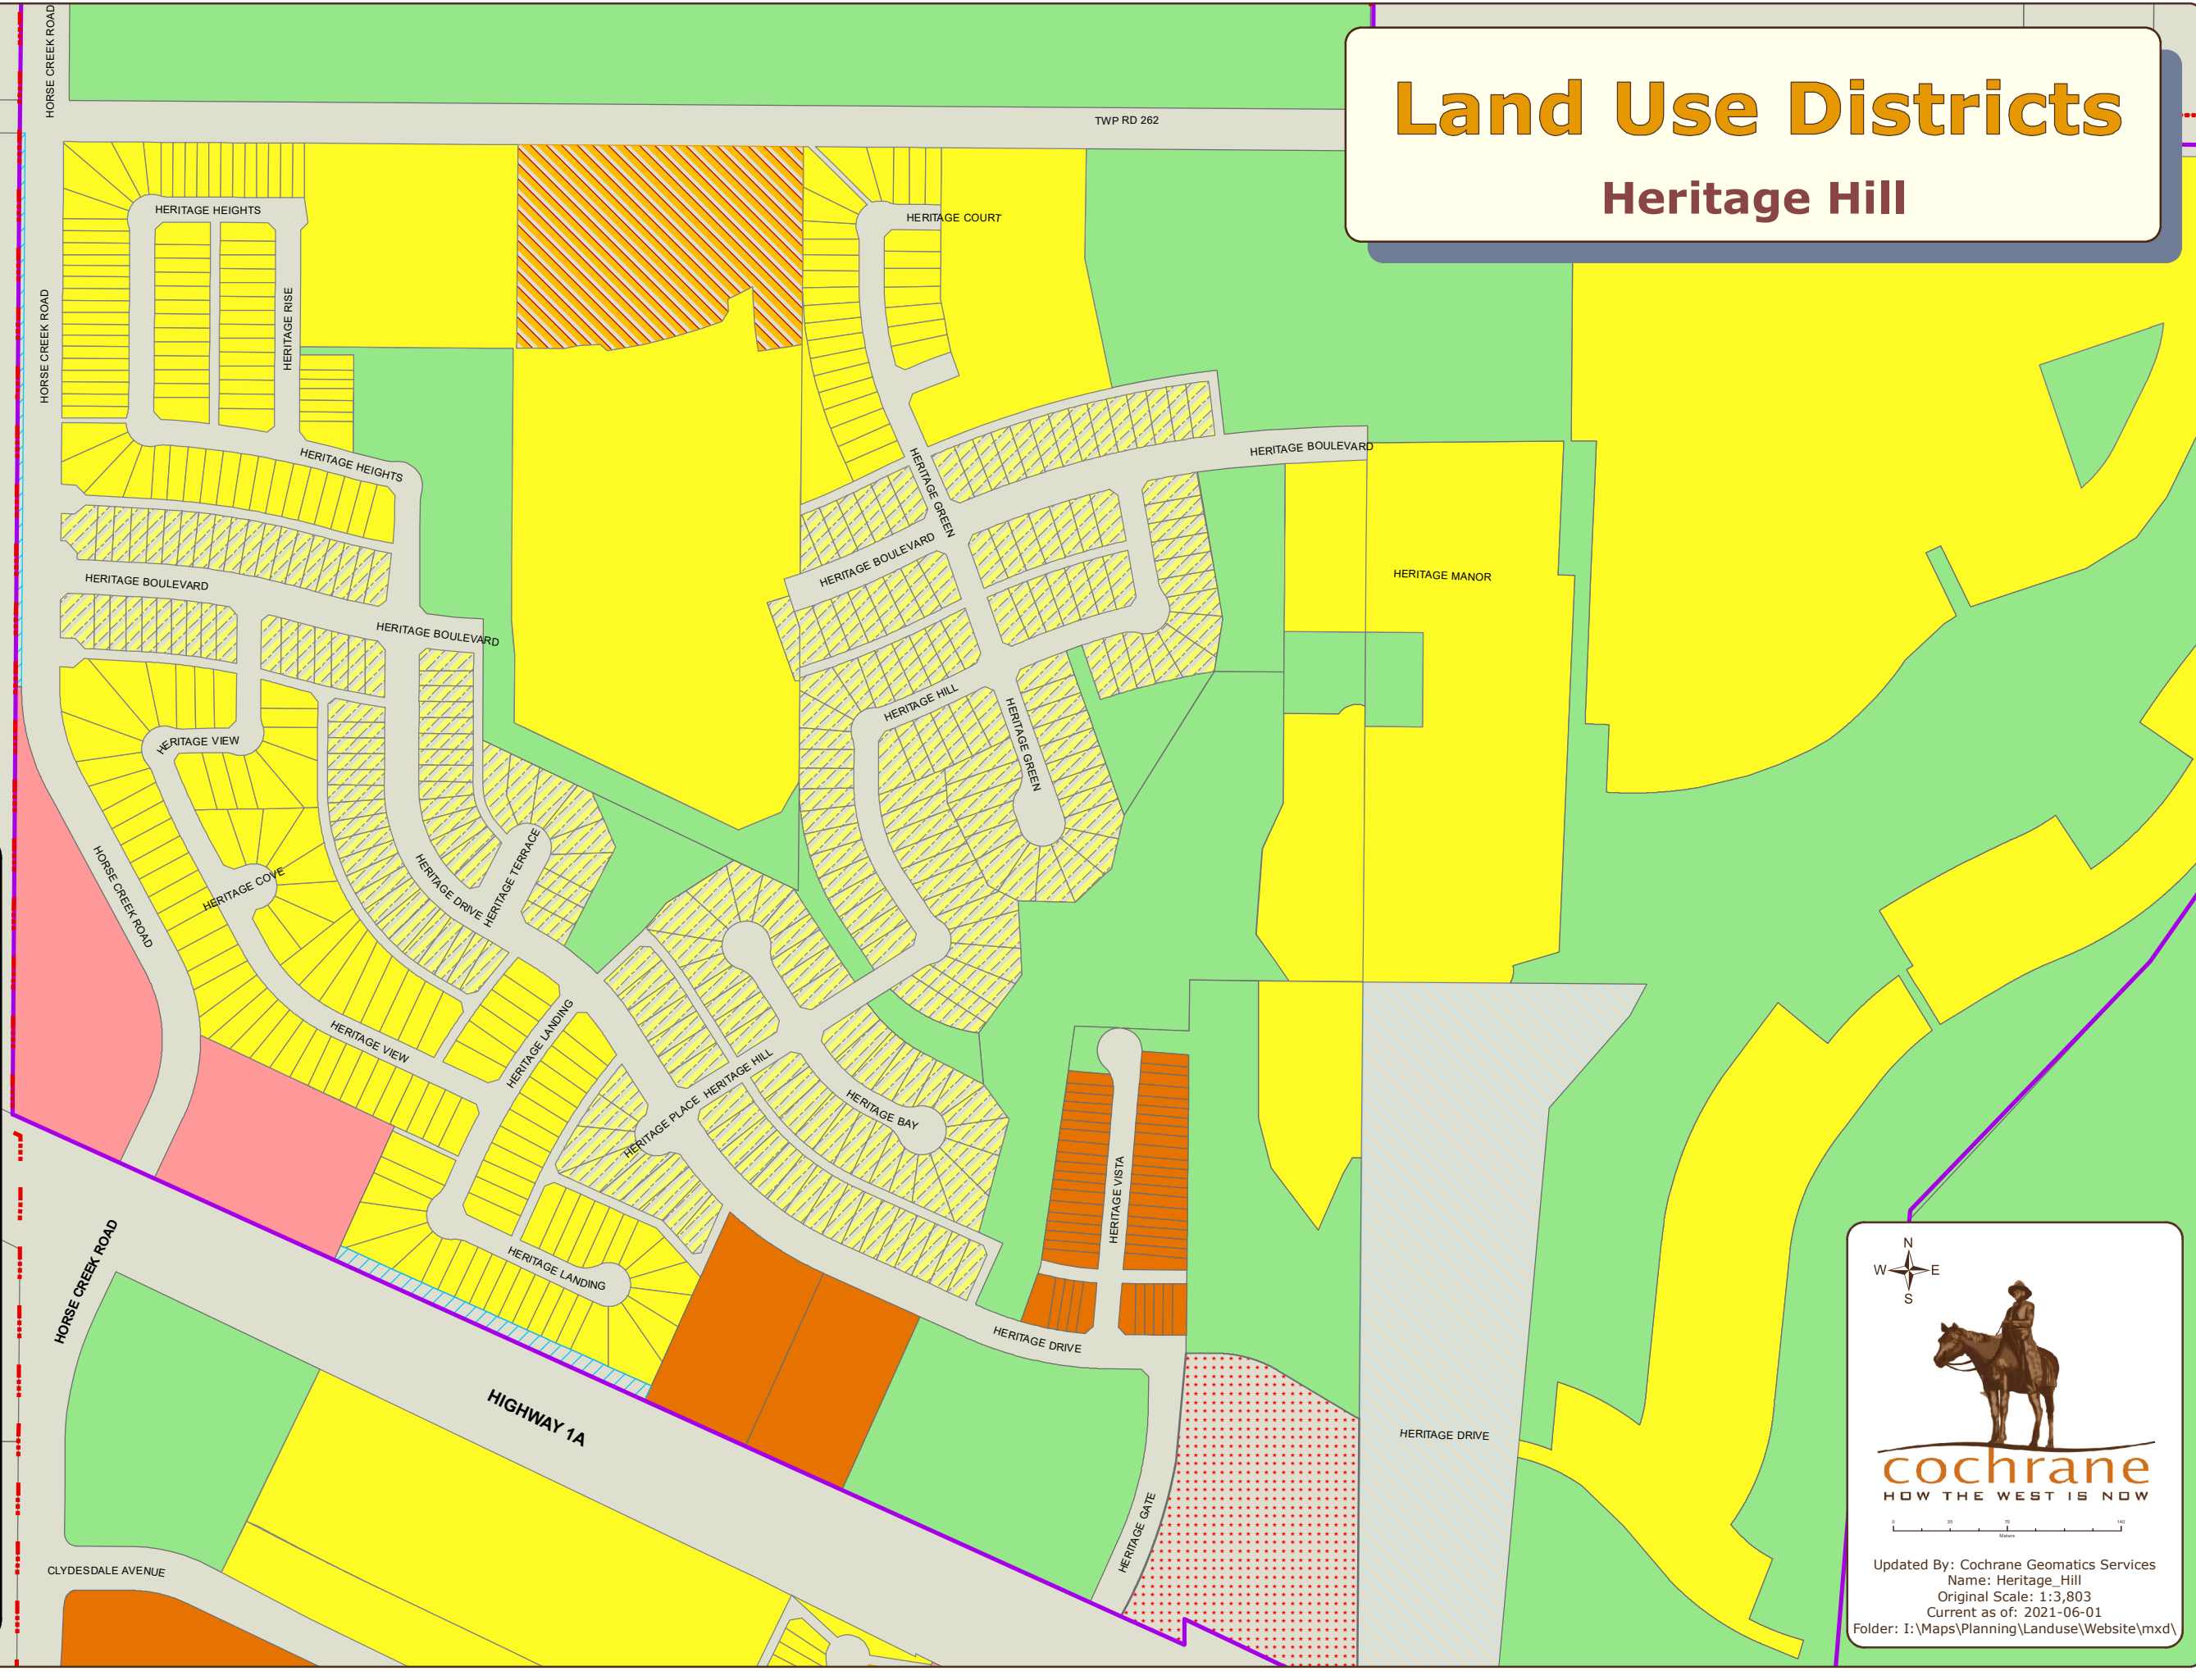 HORSE CREEK ROAD
TWP RD 262
Land Use Districts
Heritage Hill
HERITAGE HEIGHTS
HERITAGE COURT
HORSE CREEK ROAD
HERITAGE RISE
HERITAGE HEIGHTS
HERITAGE GREEN
HERITAGE BOULEVARD
HERITAGE BOULEVARD
HERITAGE BOULEVARD
HERITAGE MANOR
HERITAGE BOULEVARD
HERITAGE VIEW
HERITAGE HILL
HERITAGE GREEN
HORSE CREEK ROAD
HERITAGE COVE
HERITAGE DRIVE
HERITAGE TERRACE
HERITAGE VIEW
HERITAGE LANDING
HERITAGE PLACE
HERITAGE HILL
HERITAGE BAY
HERITAGE VISTA
HORSE CREEK ROAD
HERITAGE LANDING
HERITAGE DRIVE
HIGHWAY 1A
HERITAGE DRIVE
HERITAGE GATE
CLYDESDALE AVENUE
N
W
E
S
cochrane
HOW THE WEST IS NOW
0 35 70 140
Meters
Updated By: Cochrane Geomatics Services
Name: Heritage_Hill
Original Scale: 1:3,803
Current as of: 2021-06-01
Folder: I:\Maps\Planning\Landuse\Website\mxd\